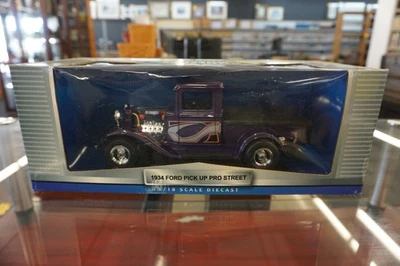 1934 FORD PICK UP PRO STREET
1:18 SCALE DIECAST